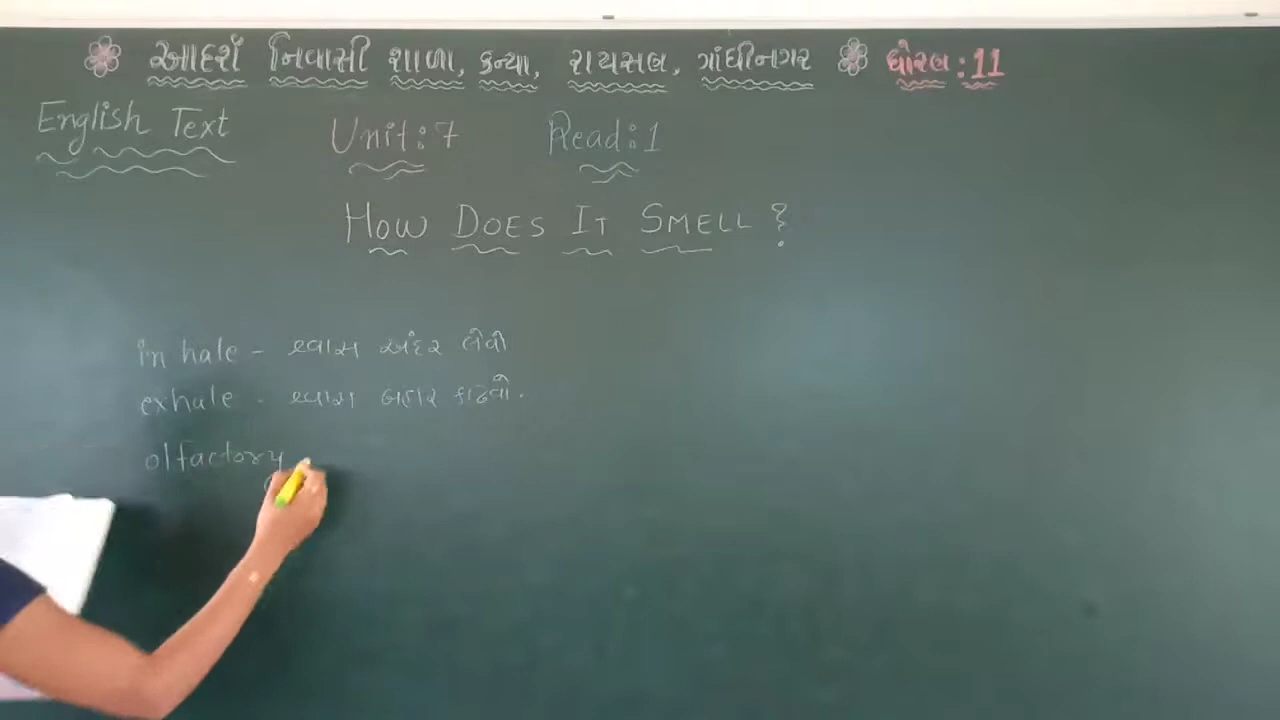 આદર્શ નિવાસી શાળા, કન્યા, રાયસણ, ગાંધીનગર ધોરણ : 11
English Text Unit : 7 Read : 1
HOW DOES IT SMELL ?
inhale - શ્વાસ અંદર લેવો
exhale - શ્વાસ બહાર કાઢવો.
olfactory